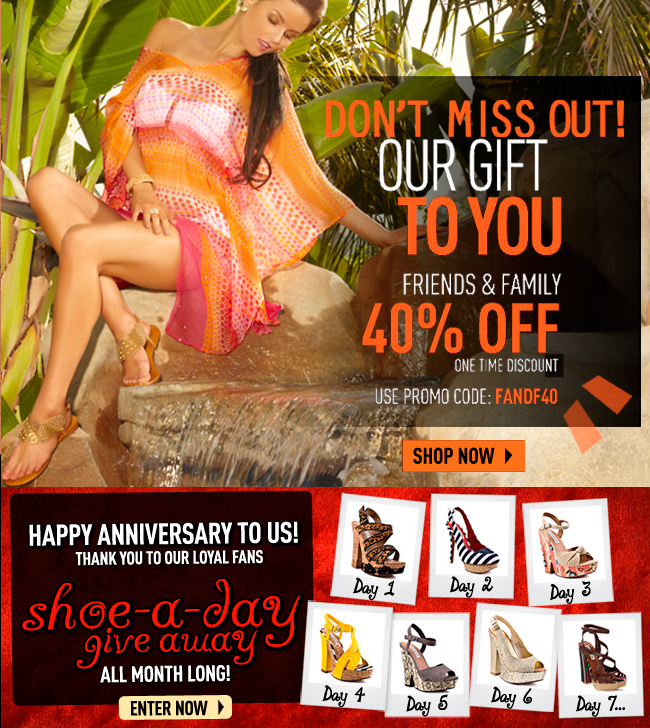 DON'T MISS OUT!
OUR GIFT
TO YOU
FRIENDS & FAMILY
40% OFF
ONE TIME DISCOUNT
USE PROMO CODE: FANDF40
SHOP NOW
HAPPY ANNIVERSARY TO US!
THANK YOU TO OUR LOYAL FANS
shoe-a-day
give away
ALL MONTH LONG!
ENTER NOW
Day 1
Day 2
Day 3
Day 4
Day 5
Day 6
Day 7...